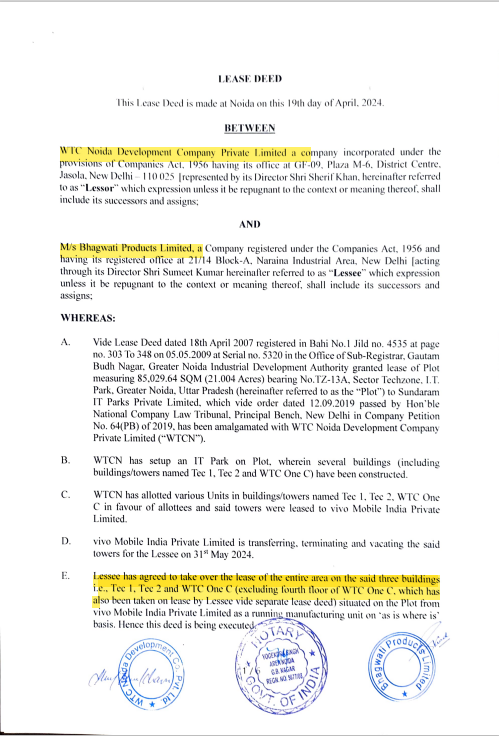 LEASE DEED
This Lease Deed is made at Noida on this 19th day of April, 2024.
BETWEEN
WTC Noida Development Company Private Limited a company incorporated under the
provisions of Companies Act, 1956 having its office at GF-09, Plaza M-6, District Centre,
Jasola, New Delhi – 110 025 [represented by its Director Shri Sherif Khan, hereinafter referred
to as “Lessor” which expression unless it be repugnant to the context or meaning thereof, shall
include its successors and assigns;
AND
M/s Bhagwati Products Limited, a Company registered under the Companies Act, 1956 and
having its registered office at 21/14 Block-A, Naraina Industrial Area, New Delhi [acting
through its Director Shri Sumeet Kumar hereinafter referred to as “Lessee” which expression
unless it be repugnant to the context or meaning thereof, shall include its successors and
assigns;
WHEREAS:
A. Vide Lease Deed dated 18th April 2007 registered in Bahi No.1 Jild no. 4535 at page
no. 303 To 348 on 05.05.2009 at Serial no. 5320 in the Office of Sub-Registrar, Gautam
Budh Nagar, Greater Noida Industrial Development Authority granted lease of Plot
measuring 85,029.64 SQM (21.004 Acres) bearing No.TZ-13A, Sector Techzone, I.T.
Park, Greater Noida, Uttar Pradesh (hereinafter referred to as the “Plot”) to Sundaram
IT Parks Private Limited, which vide order dated 12.09.2019 passed by Hon'ble
National Company Law Tribunal, Principal Bench, New Delhi in Company Petition
No. 64(PB) of 2019, has been amalgamated with WTC Noida Development Company
Private Limited (“WTCN”).
B. WTCN has setup an IT Park on Plot, wherein several buildings (including
buildings/towers named Tec 1, Tec 2 and WTC One C) have been constructed.
C. WTCN has allotted various Units in buildings/towers named Tec 1, Tec 2, WTC One
C in favour of allottees and said towers were leased to vivo Mobile India Private
Limited.
D. vivo Mobile India Private Limited is transferring, terminating and vacating the said
towers for the Lessee on 31st May 2024.
E. Lessee has agreed to take over the lease of the entire area on the said three buildings
i.e., Tec 1, Tec 2 and WTC One C (excluding fourth floor of WTC One C, which has
also been taken on lease by Lessee vide separate lease deed) situated on the Plot from
vivo Mobile India Private Limited as a running manufacturing unit on ‘as is where is’
basis. Hence this deed is being executed.
WTC Noida Development Co. Pvt. Ltd
NOTARY
GOVT. OF INDIA
Bhagwati Products Limited